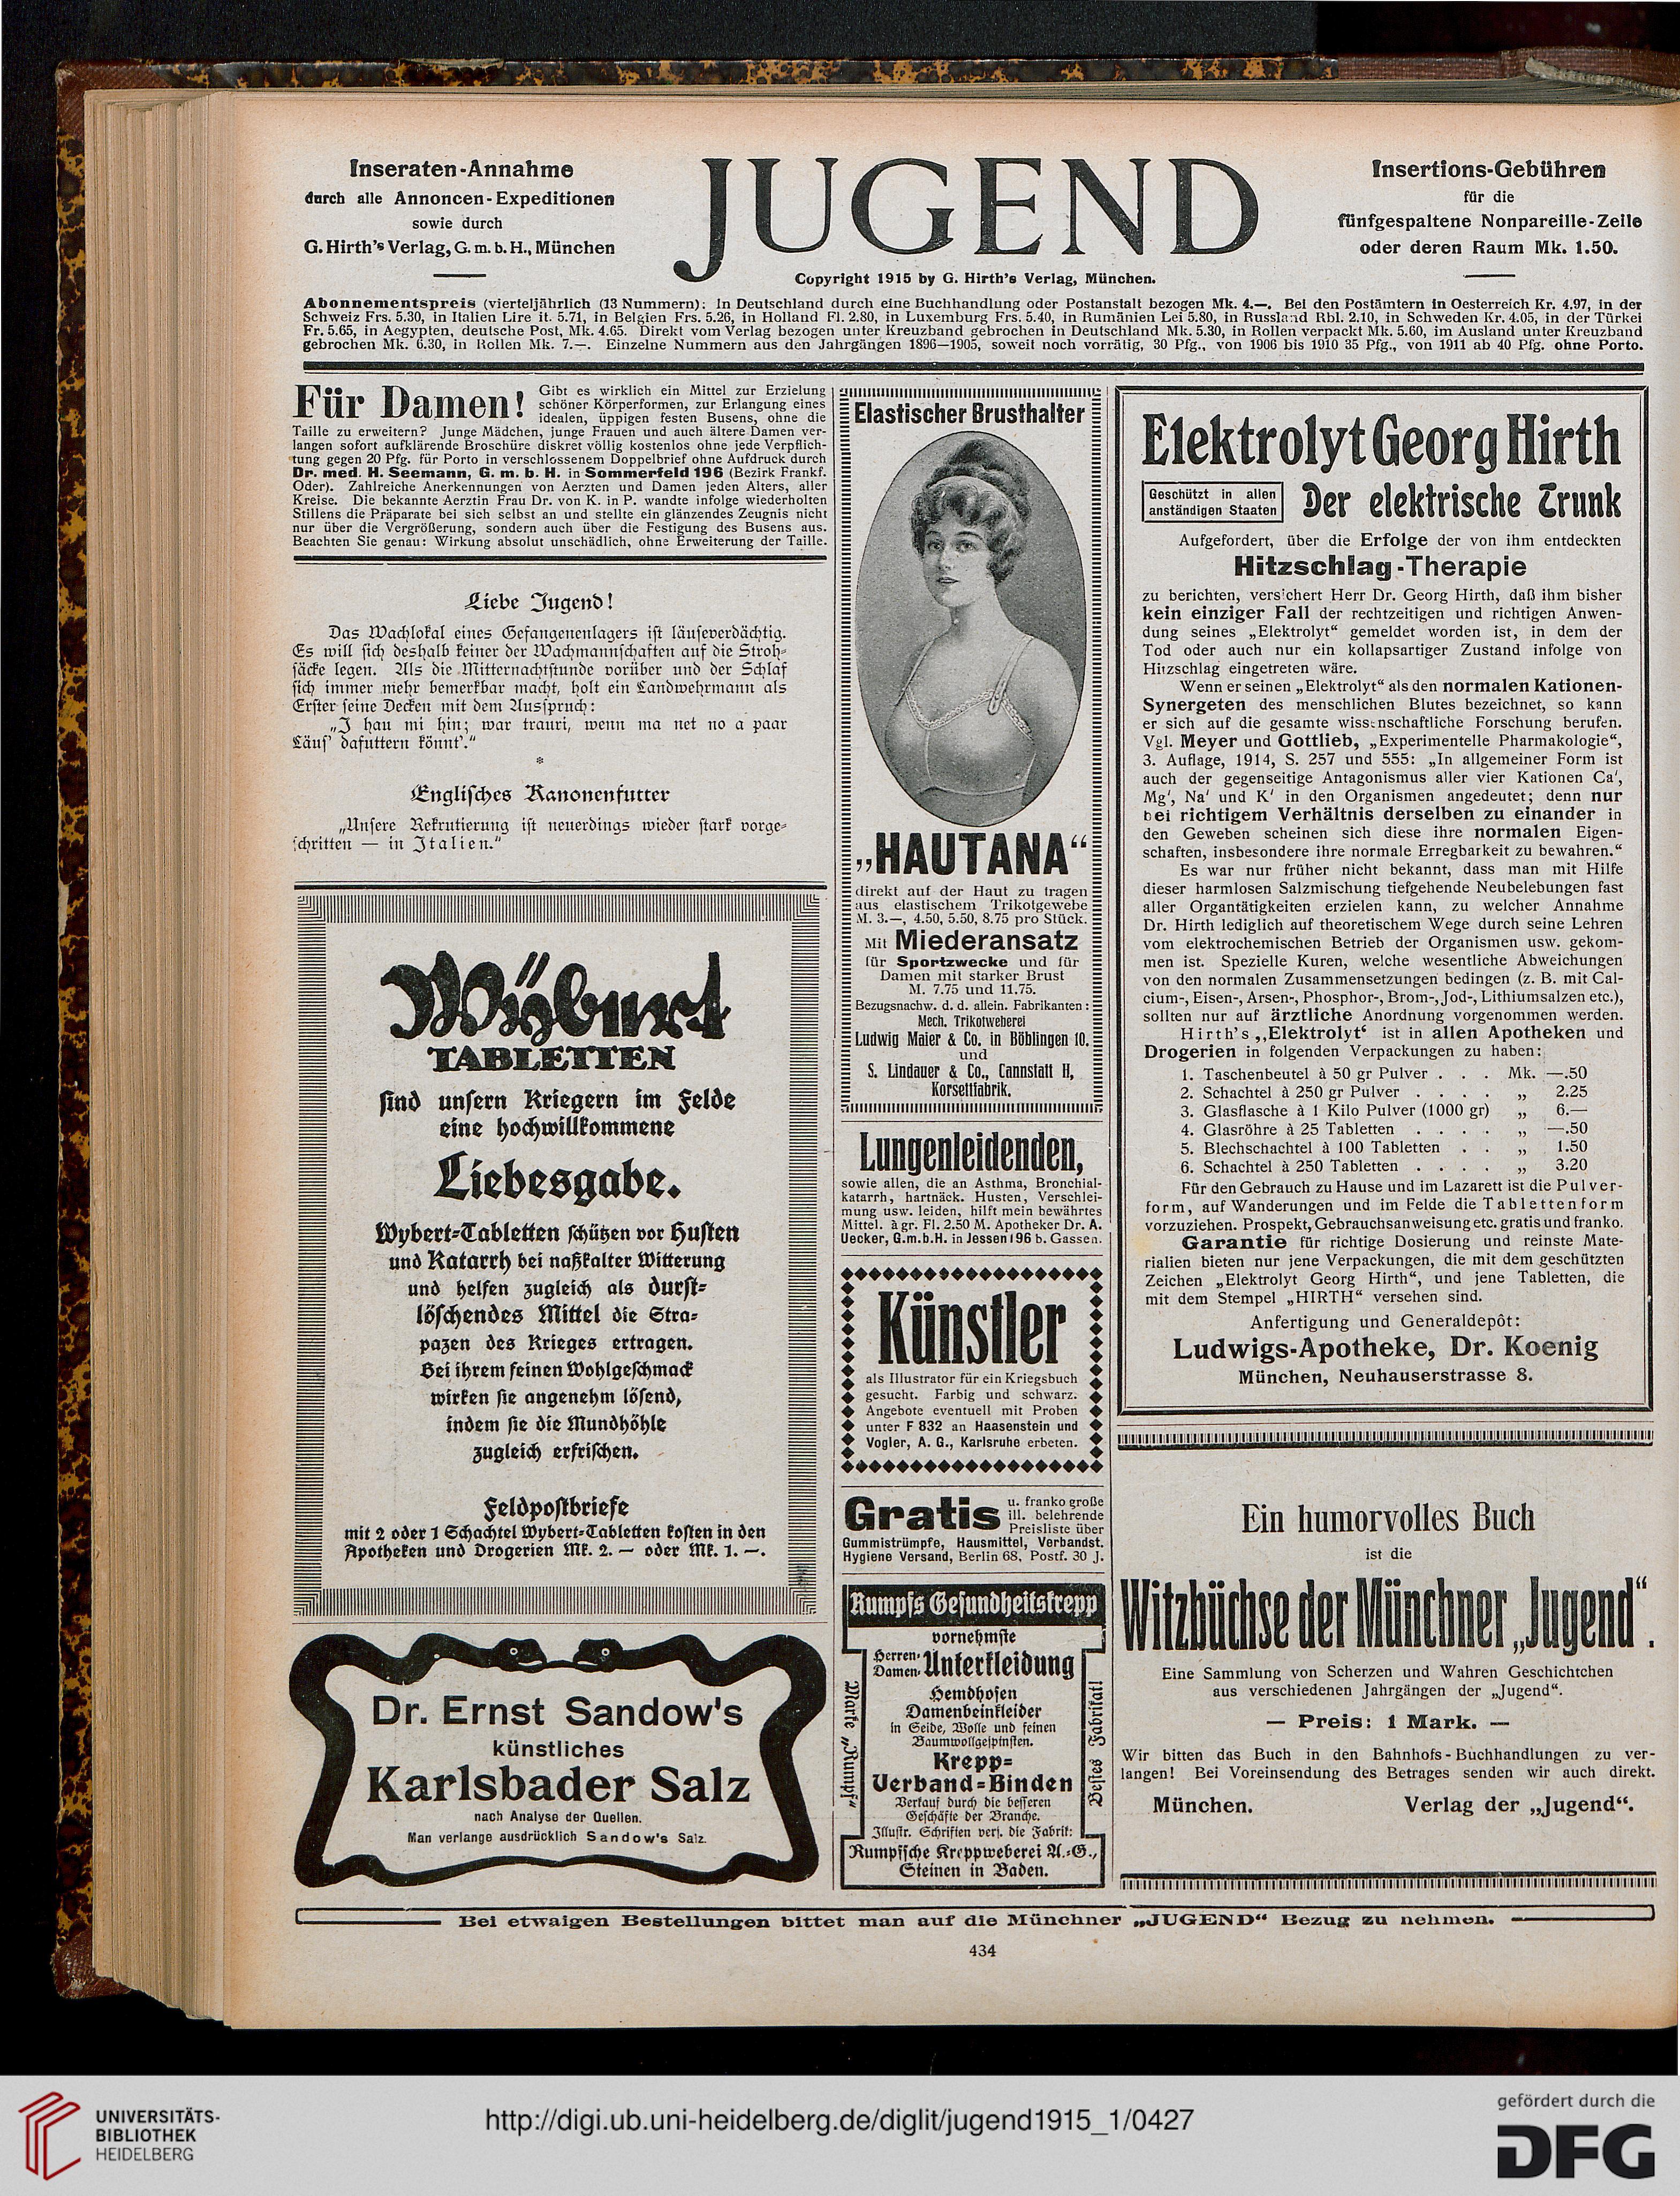 Inseraten-Annahme
durch alle Annoncen-Expeditionen
sowie durch
G. Hirth's Verlag, G. m. b. H., München
JUGEND
Copyright 1915 by G. Hirth's Verlag, München.
Insertions-Gebühren
für die
fünfgespaltene Nonpareille-Zeile
oder deren Raum Mk. 1.50.
Abonnementspreis (vierteljährlich (13 Nummern): In Deutschland durch eine Buchhandlung oder Postanstalt bezogen Mk. 4.—. Bei den Postämtern in Oesterreich Kr. 4.97, in der
Schweiz Frs. 5.30, in Italien Lire it. 5.71, in Belgien Frs. 5.26, in Holland Fl. 2.80, in Luxemburg Frs. 5.40, in Rumänien Lei 5.80, in Russland Rbl. 2.10, in Schweden Kr. 4.05, in der Türkei
Fr. 5.65, in Aegypten, deutsche Post, Mk. 4.65. Direkt vom Verlag bezogen unter Kreuzband gebrochen in Deutschland Mk. 5.30, in Rollen verpackt Mk. 5.60, im Ausland unter Kreuzband
gebrochen Mk. 6.30, in Rollen Mk. 7.—. Einzelne Nummern aus den Jahrgängen 1896—1905, soweit noch vorrätig, 30 Pfg., von 1906 bis 1910 35 Pfg., von 1911 ab 40 Pfg. ohne Porto.
Für Damen! Gibt es wirklich ein Mittel zur Erzielung
schöner Körperformen, zur Erlangung eines
idealen, üppigen festen Busens, ohne die
Taille zu erweitern? Junge Mädchen, junge Frauen und auch ältere Damen ver-
langen sofort aufklärende Broschüre diskret völlig kostenlos ohne jede Verpflich-
tung gegen 20 Pfg. für Porto in verschlossenem Doppelbrief ohne Aufdruck durch
Dr. med. H. Seemann, G. m. b. H. in Sommerfeld 196 (Bezirk Frankf.
Oder). Zahlreiche Anerkennungen von Aerzten und Damen jeden Alters, aller
Kreise. Die bekannte Aerztin Frau Dr. von K. in P. wandte infolge wiederholten
Stillens die Präparate bei sich selbst an und stellte ein glänzendes Zeugnis nicht
nur über die Vergrößerung, sondern auch über die Festigung des Busens aus.
Beachten Sie genau: Wirkung absolut unschädlich, ohne Erweiterung der Taille.
Liebe Jugend!
Das Wachlokal eines Gefangenenlagers ist läuseverdächtig.
Es will sich deshalb keiner der Wachmannschaften auf die Stroh-
säcke legen. Als die Mitternachtstunde vorüber und der Schlaf
sich immer mehr bemerkbar macht, holt ein Landwehrmann als
Erster seine Decken mit dem Ausspruch:
„I hau mi hin; war trauri, wenn ma net no a paar
Läus' dafuttern könnt'.“
*
Englisches Kanonenfutter
„Unsere Rekrutierung ist neuerdings wieder stark vorge-
schritten — in Italien.“
Wybert
TABLETTEN
sind unsern Kriegern im Felde
eine hochwillkommene
Liebesgabe.
Wybert-Tabletten schützen vor Husten
und Katarrh bei naßkalter Witterung
und helfen zugleich als durst-
löschendes Mittel die Stra-
pazen des Krieges ertragen.
Bei ihrem feinen Wohlgeschmack
wirken sie angenehm lösend,
indem sie die Mundhöhle
zugleich erfrischen.
Feldpostbriefe
mit 2 oder 1 Schachtel Wybert-Tabletten kosten in den
Apotheken und Drogerien Mk. 2. — oder Mk. 1. —.
Dr. Ernst Sandow's
künstliches
Karlsbader Salz
nach Analyse der Quellen.
Man verlange ausdrücklich Sandow's Salz.
Elastischer Brusthalter
„HAUTANA“
direkt auf der Haut zu tragen
aus elastischem Trikotgewebe
M. 3.—, 4.50, 5.50, 8.75 pro Stück.
Mit Miederansatz
für Sportzwecke und für
Damen mit starker Brust
M. 7.75 und 11.75.
Bezugsnachw. d. d. allein. Fabrikanten:
Mech. Trikotweberei
Ludwig Maier & Co. in Böblingen 10.
und
S. Lindauer & Co., Cannstatt H,
Korsettfabrik.
Lungenleidenden,
sowie allen, die an Asthma, Bronchial-
katarrh, hartnäck. Husten, Verschlei-
mung usw. leiden, hilft mein bewährtes
Mittel. à gr. Fl. 2.50 M. Apotheker Dr. A.
Uecker, G.m.b.H. in Jessen 196 b. Gassen.
Künstler
als Illustrator für ein Kriegsbuch
gesucht. Farbig und schwarz.
Angebote eventuell mit Proben
unter F 832 an Haasenstein und
Vogler, A. G., Karlsruhe erbeten.
Gratis u. franko große
ill. belehrende
Preisliste über
Gummistrümpfe, Hausmittel, Verbandst.
Hygiene Versand, Berlin 68, Postf. 30 J.
Rumpfs Gesundheitskrepp
vornehmste
Herren-
Damen-Unterkleidung
Hemdhosen
Damenbeinkleider
in Seide, Wolle und feinen
Baumwollgespinsten.
Krepp-
Verband-Binden
Verkauf durch die besseren
Geschäfte der Branche.
Illustr. Schriften vers. die Fabrik:
Marke „Rumpf“
Bestes Fabrikat!
Rumpfsche Kreppweberei A.-G.,
Steinen in Baden.
Elektrolyt Georg Hirth
Geschützt in allen
anständigen Staaten
Der elektrische Trunk
Aufgefordert, über die Erfolge der von ihm entdeckten
Hitzschlag-Therapie
zu berichten, versichert Herr Dr. Georg Hirth, daß ihm bisher
kein einziger Fall der rechtzeitigen und richtigen Anwen-
dung seines „Elektrolyt“ gemeldet worden ist, in dem der
Tod oder auch nur ein kollapsartiger Zustand infolge von
Hitzschlag eingetreten wäre.
Wenn er seinen „Elektrolyt“ als den normalen Kationen-
Synergeten des menschlichen Blutes bezeichnet, so kann
er sich auf die gesamte wissenschaftliche Forschung berufen.
Vgl. Meyer und Gottlieb, „Experimentelle Pharmakologie“,
3. Auflage, 1914, S. 257 und 555: „In allgemeiner Form ist
auch der gegenseitige Antagonismus aller vier Kationen Ca',
Mg', Na' und K' in den Organismen angedeutet; denn nur
bei richtigem Verhältnis derselben zu einander in
den Geweben scheinen sich diese ihre normalen Eigen-
schaften, insbesondere ihre normale Erregbarkeit zu bewahren.“
Es war nur früher nicht bekannt, dass man mit Hilfe
dieser harmlosen Salzmischung tiefgehende Neubelebungen fast
aller Organtätigkeiten erzielen kann, zu welcher Annahme
Dr. Hirth lediglich auf theoretischem Wege durch seine Lehren
vom elektrochemischen Betrieb der Organismen usw. gekom-
men ist. Spezielle Kuren, welche wesentliche Abweichungen
von den normalen Zusammensetzungen bedingen (z. B. mit Cal-
cium-, Eisen-, Arsen-, Phosphor-, Brom-, Jod-, Lithiumsalzen etc.),
sollten nur auf ärztliche Anordnung vorgenommen werden.
Hirth's „Elektrolyt‘ ist in allen Apotheken und
Drogerien in folgenden Verpackungen zu haben:
1. Taschenbeutel à 50 gr Pulver . . . Mk. —.50
2. Schachtel à 250 gr Pulver . . . . „ 2.25
3. Glasflasche à 1 Kilo Pulver (1000 gr) „ 6.—
4. Glasröhre à 25 Tabletten . . . . „ —.50
5. Blechschachtel à 100 Tabletten . . „ 1.50
6. Schachtel à 250 Tabletten . . . . „ 3.20
Für den Gebrauch zu Hause und im Lazarett ist die Pulver-
form, auf Wanderungen und im Felde die Tablettenform
vorzuziehen. Prospekt, Gebrauchsanweisung etc. gratis und franko.
Garantie für richtige Dosierung und reinste Mate-
rialien bieten nur jene Verpackungen, die mit dem geschützten
Zeichen „Elektrolyt Georg Hirth“, und jene Tabletten, die
mit dem Stempel „HIRTH“ versehen sind.
Anfertigung und Generaldepôt:
Ludwigs-Apotheke, Dr. Koenig
München, Neuhauserstrasse 8.
Ein humorvolles Buch
ist die
Witzbüchse der Münchner „Jugend“.
Eine Sammlung von Scherzen und Wahren Geschichtchen
aus verschiedenen Jahrgängen der „Jugend“.
— Preis: 1 Mark. —
Wir bitten das Buch in den Bahnhofs-Buchhandlungen zu ver-
langen! Bei Voreinsendung des Betrages senden wir auch direkt.
München. Verlag der „Jugend“.
Bei etwaigen Bestellungen bittet man auf die Münchner „JUGEND“ Bezug zu nehmen.
434
UNIVERSITÄTS-
BIBLIOTHEK
HEIDELBERG
http://digi.ub.uni-heidelberg.de/diglit/jugend1915_1/0427
gefördert durch die
DFG